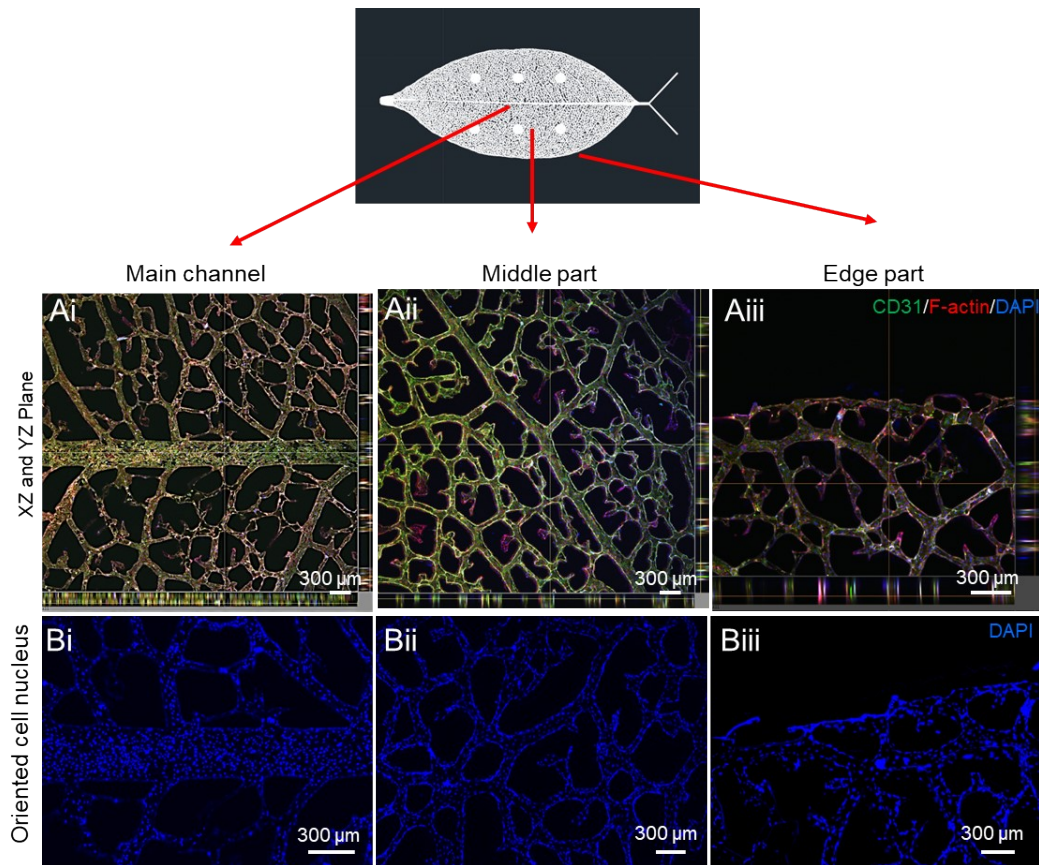 Main channel
Middle part
Edge part
XZ and YZ Plane
Ai
Aii
Aiii
CD31/F-actin/DAPI
300 µm
300 µm
300 µm
Oriented cell nucleus
Bi
Bii
Biii
DAPI
300 µm
300 µm
300 µm